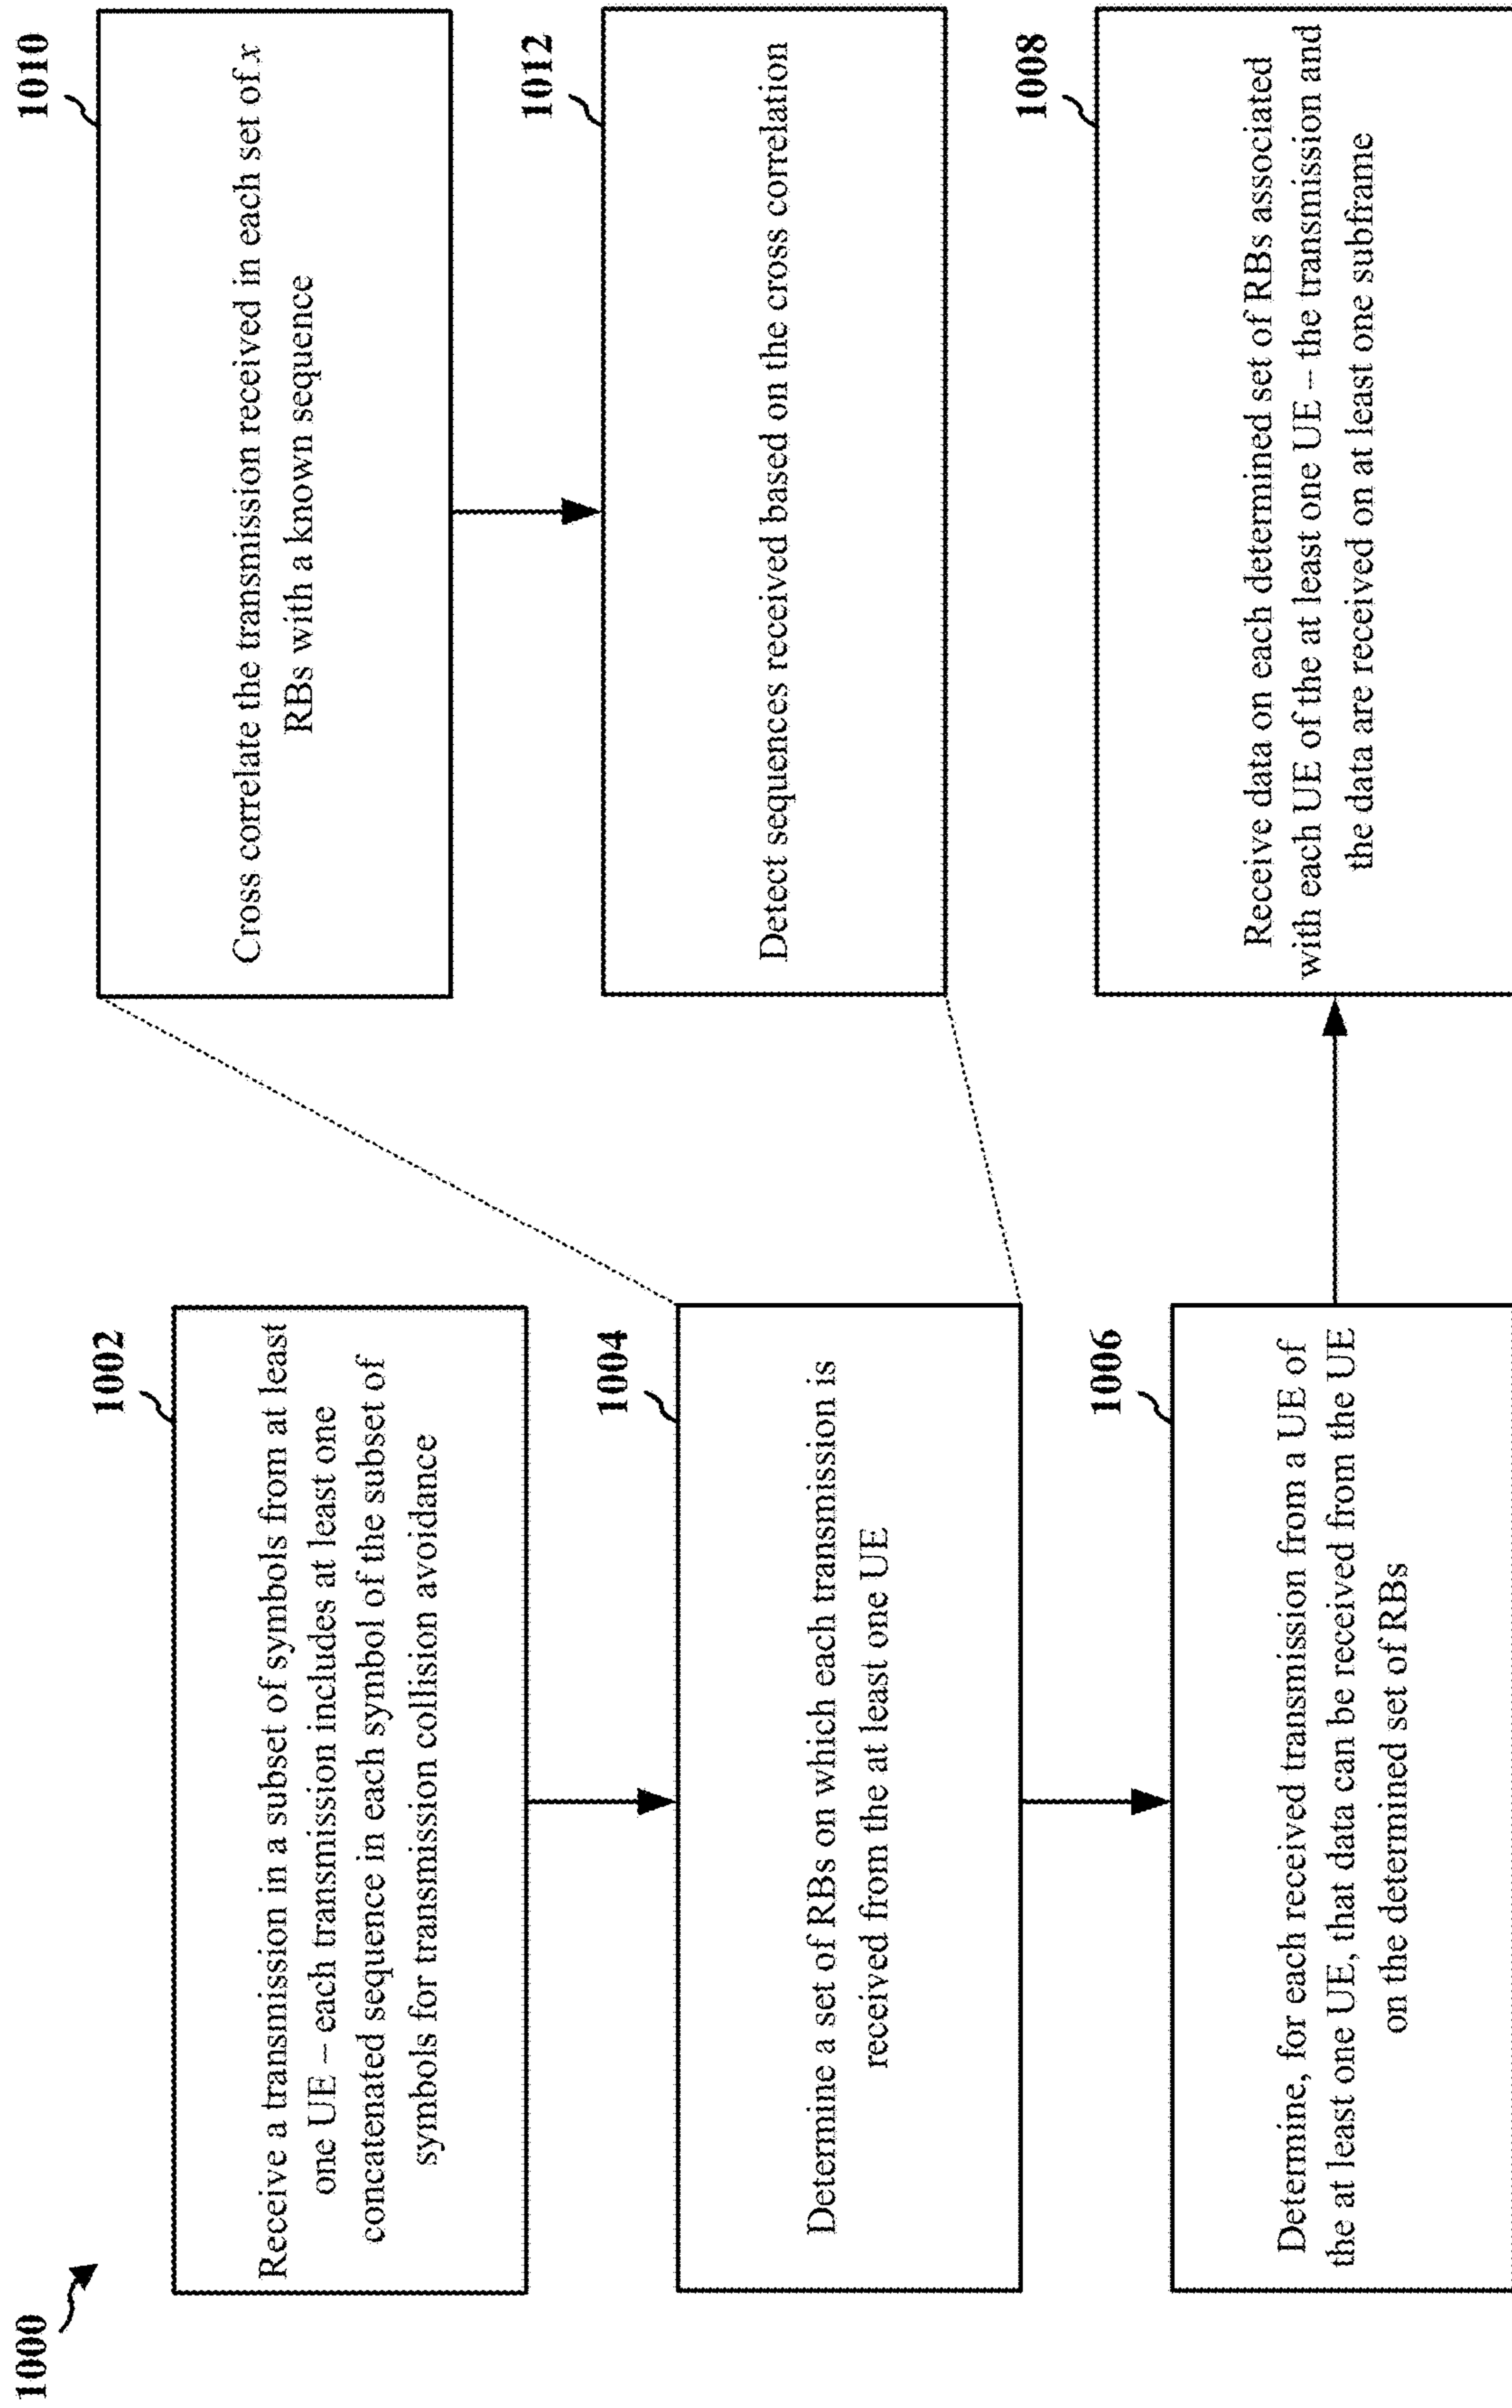 1000
1002
Receive a transmission in a subset of symbols from at least
one UE – each transmission includes at least one
concatenated sequence in each symbol of the subset of
symbols for transmission collision avoidance
1004
Determine a set of RBs on which each transmission is
received from the at least one UE
1006
Determine, for each received transmission from a UE of
the at least one UE, that data can be received from the UE
on the determined set of RBs
1010
Cross correlate the transmission received in each set of x
RBs with a known sequence
1012
Detect sequences received based on the cross correlation
1008
Receive data on each determined set of RBs associated
with each UE of the at least one UE – the transmission and
the data are received on at least one subframe